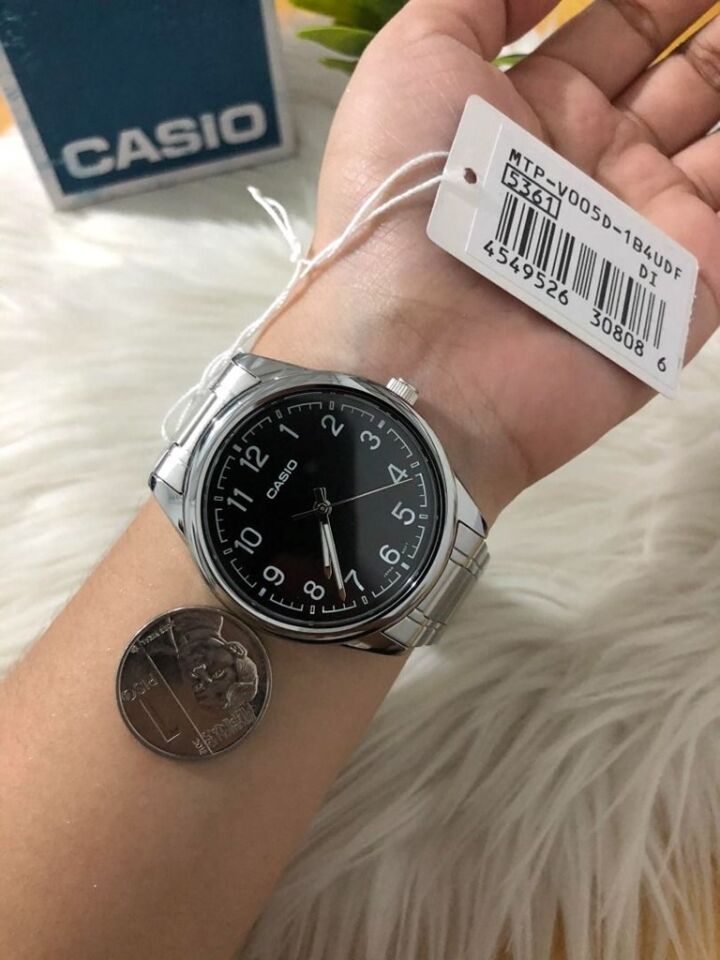 CASIO
MTP-V005D-1B4UDF
5361
DI
4549526 30808 6
CASIO
12
1
2
3
4
5
6
7
8
9
10
11
1
PISO